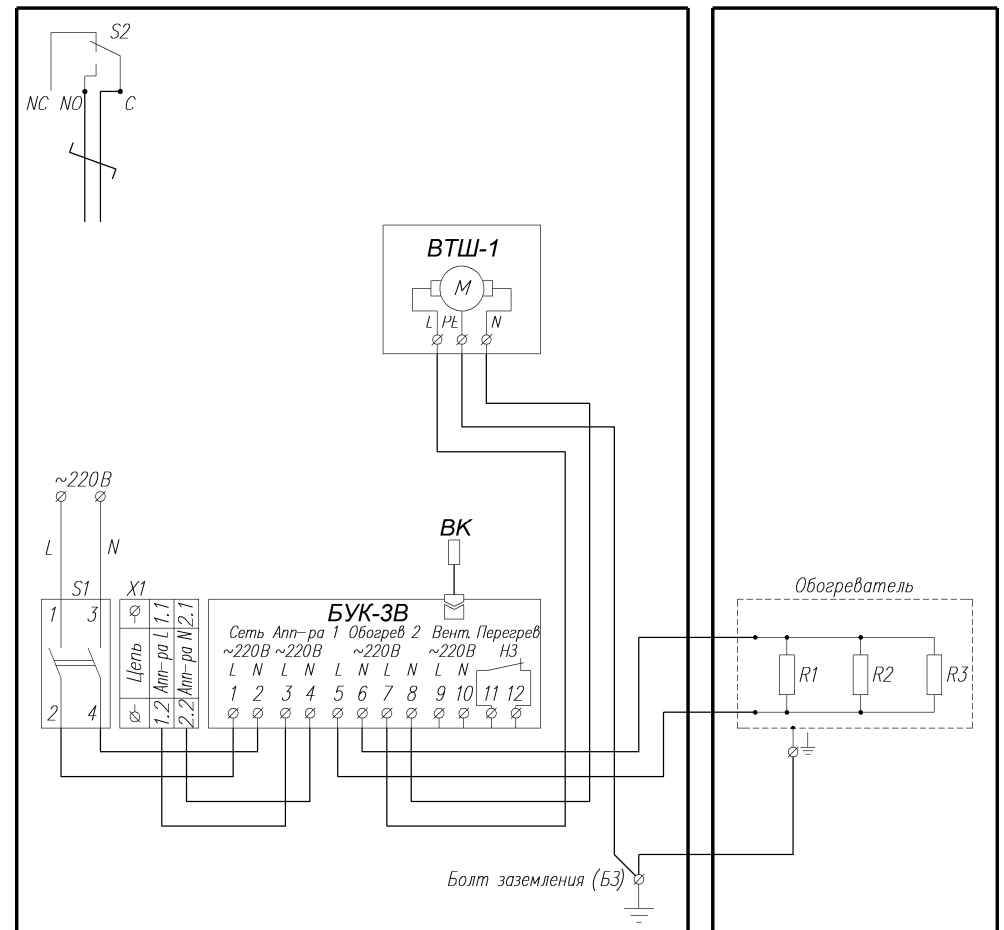 S2
NC NO C
ВТШ-1
M
L PE N
~220В
L N
ВК
S1 X1
Обогреватель
1 3
1.1 2.1
Цепь
Апп-ра L
Апп-ра N
2 4
1.2 2.2
БУК-3В
Сеть Апп-ра 1 Обогрев 2 Вент. Перегрев
~220В ~220В ~220В ~220В НЗ
L N L N L N L N L N
1 2 3 4 5 6 7 8 9 10 11 12
R1 R2 R3
Болт заземления (БЗ)